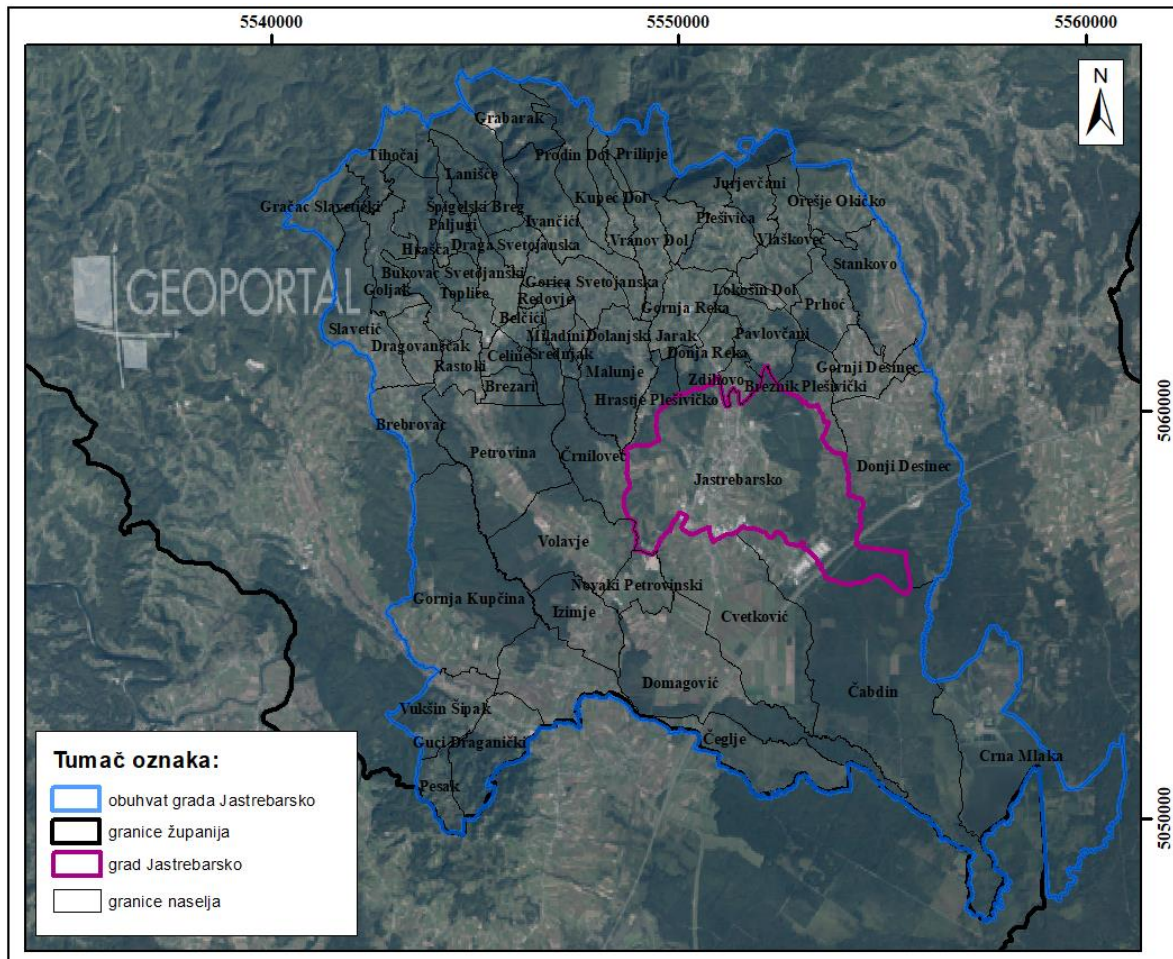 5540000
5550000
5560000
N
Grabarak
Tihočaj
Prodin Dol
Prilipje
Lanišće
Jurjevčani
Gračac Slavetićki
Špigelski Breg
Kupeč Dol
Orešje Okićko
Paljugi
Ivančići
Plešivica
Hrašća
Draga Svetojanska
Vranov Dol
Vlaškovec
Bukovac Svetojanski
Stankovo
GEOPORTAL
Goljak
Toplice
Gorica Svetojanska
Lokošin Dol
Redovje
Gornja Reka
Prhoć
Slavetić
Belčići
Dragovanščak
Miladini
Dolanjski Jarak
Pavlovčani
Rastoki
Celine
Srednjak
Donja Reka
Gornji Desinec
Brezari
Malunje
Zdihovo
Breznik Plešivički
Hrastje Plešivičko
5060000
Brebrovac
Petrovina
Črnilovec
Jastrebarsko
Donji Desinec
Volavje
Gornja Kupčina
Novaki Petrovinski
Izimje
Cvetković
Domagović
Čabdin
Vukšin Šipak
Čeglje
Guci Draganićki
Crna Mlaka
Pesak
5050000
Tumač oznaka:
obuhvat grada Jastrebarsko
granice županija
grad Jastrebarsko
granice naselja